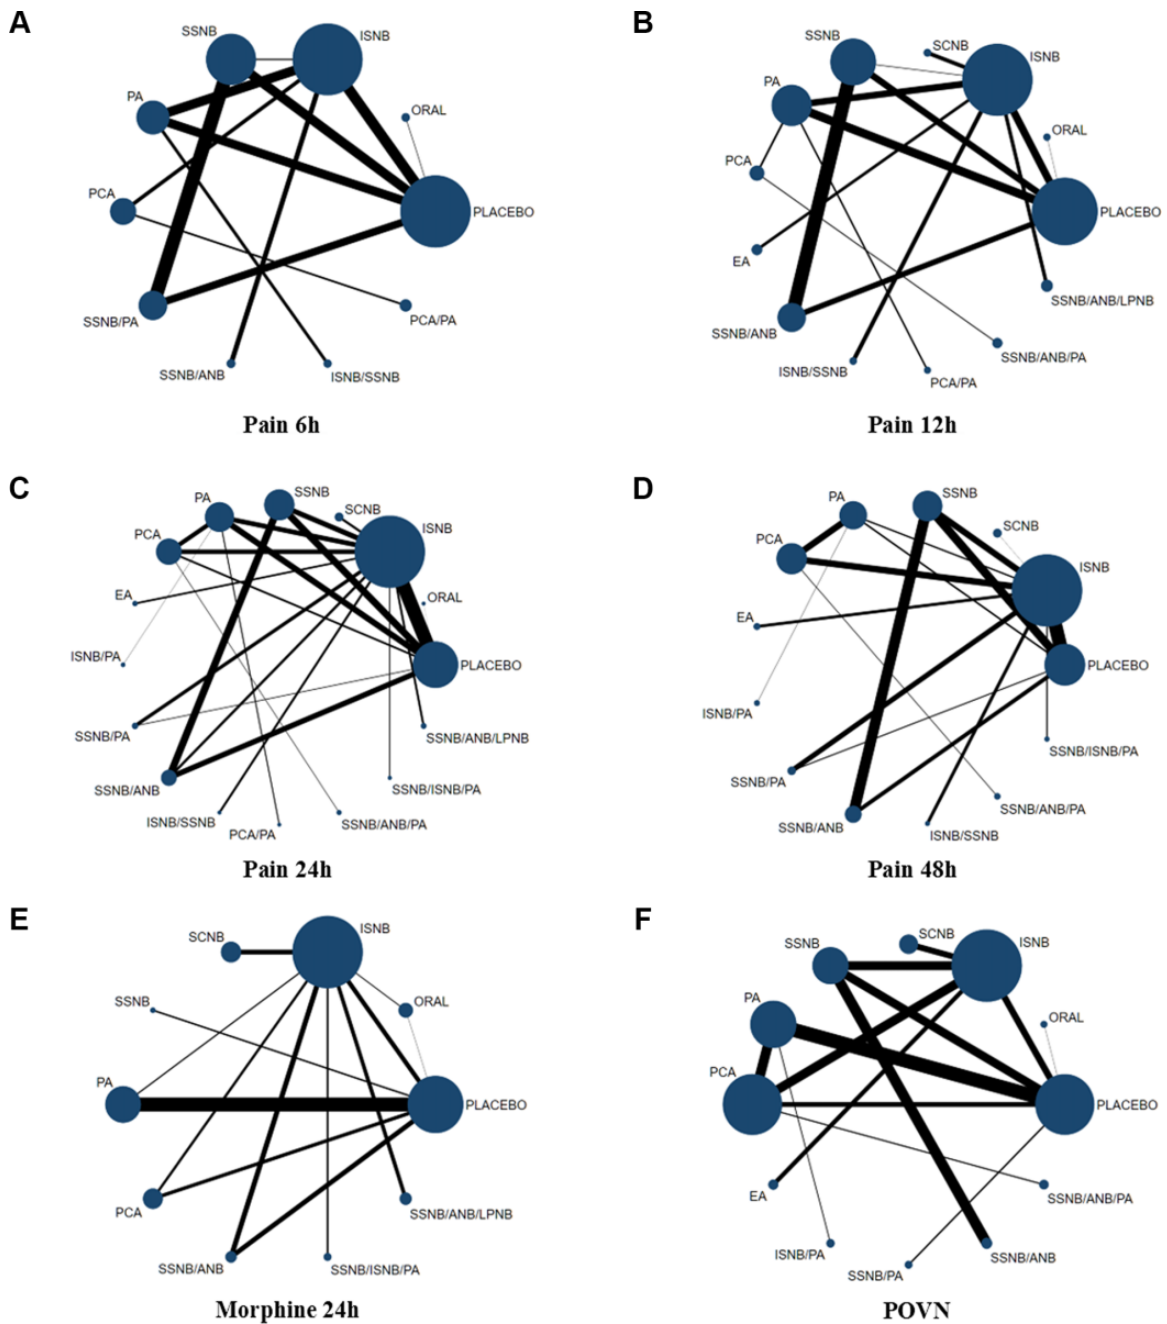 A
SSNB
ISNB
PA
ORAL
PCA
PLACEBO
SSNB/PA
PCA/PA
SSNB/ANB
ISNB/SSNB
Pain 6h
B
SSNB
SCNB
ISNB
PA
ORAL
PCA
PLACEBO
EA
SSNB/ANB/LPNB
SSNB/ANB
SSNB/ANB/PA
ISNB/SSNB
PCA/PA
Pain 12h
C
PA
SSNB
SCNB
ISNB
PCA
EA
ORAL
ISNB/PA
PLACEBO
SSNB/PA
SSNB/ANB/LPNB
SSNB/ANB
SSNB/ISNB/PA
ISNB/SSNB
PCA/PA
SSNB/ANB/PA
Pain 24h
D
PA
SSNB
SCNB
PCA
ISNB
EA
PLACEBO
ISNB/PA
SSNB/ISNB/PA
SSNB/PA
SSNB/ANB/PA
SSNB/ANB
ISNB/SSNB
Pain 48h
E
ISNB
SCNB
SSNB
ORAL
PA
PLACEBO
PCA
SSNB/ANB/LPNB
SSNB/ANB
SSNB/ISNB/PA
Morphine 24h
F
SCNB
SSNB
ISNB
PA
ORAL
PCA
PLACEBO
EA
SSNB/ANB/PA
ISNB/PA
SSNB/ANB
SSNB/PA
POVN